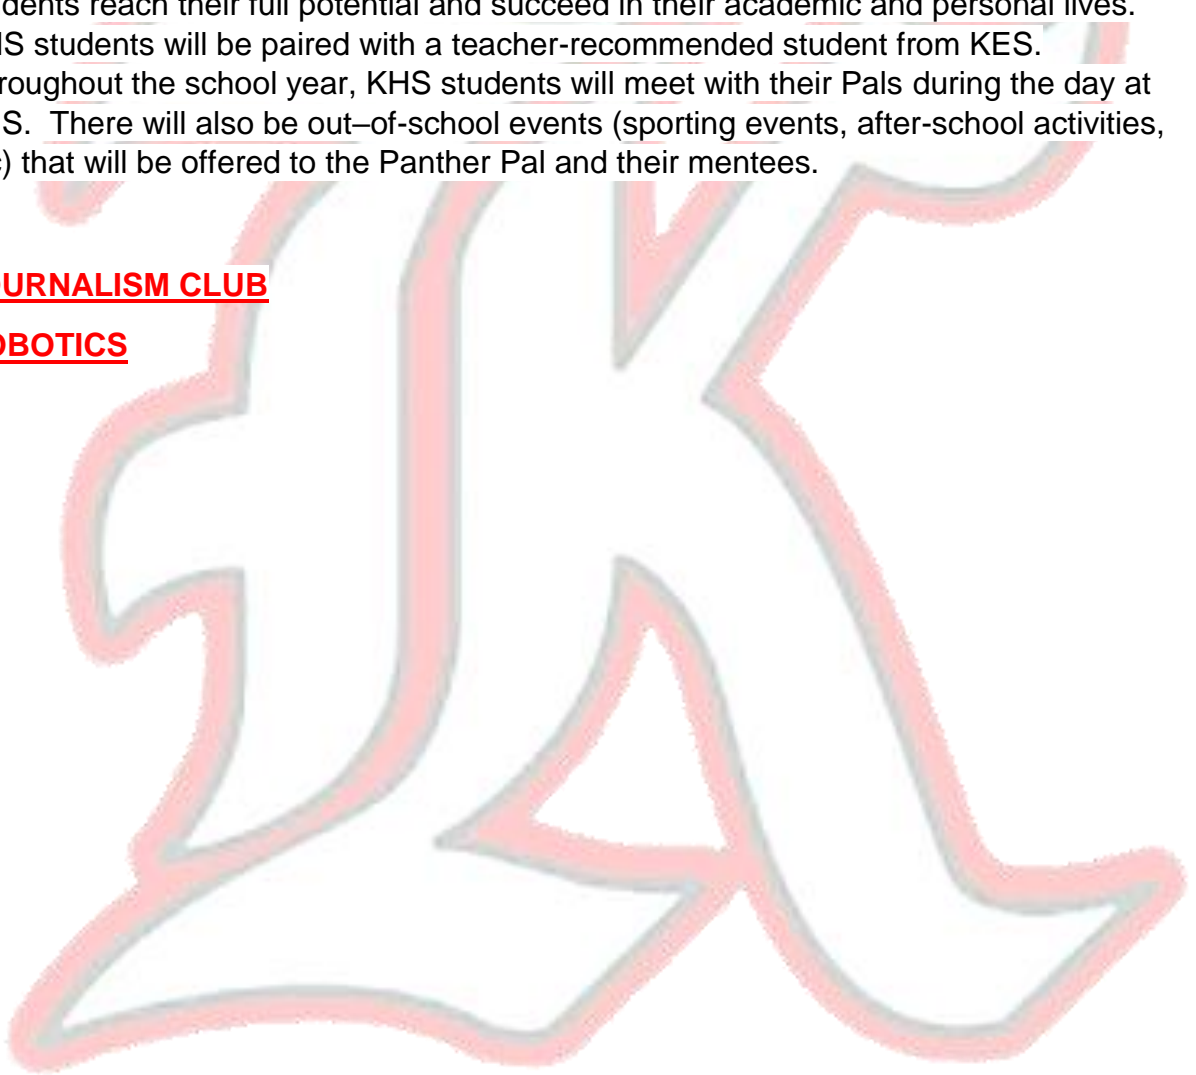 dents reach their full potential and succeed in their academic and personal lives.
HS students will be paired with a teacher-recommended student from KES.
roughout the school year, KHS students will meet with their Pals during the day at
S. There will also be out–of-school events (sporting events, after-school activities,
c) that will be offered to the Panther Pal and their mentees.
OURNALISM CLUB
OBOTICS
K